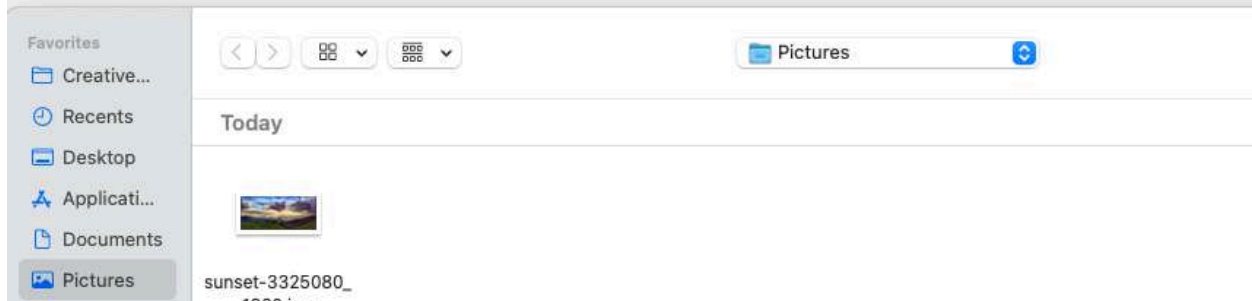 Favorites
Creative...
Recents
Desktop
Applicati...
Documents
Pictures
Pictures
Today
sunset-3325080_